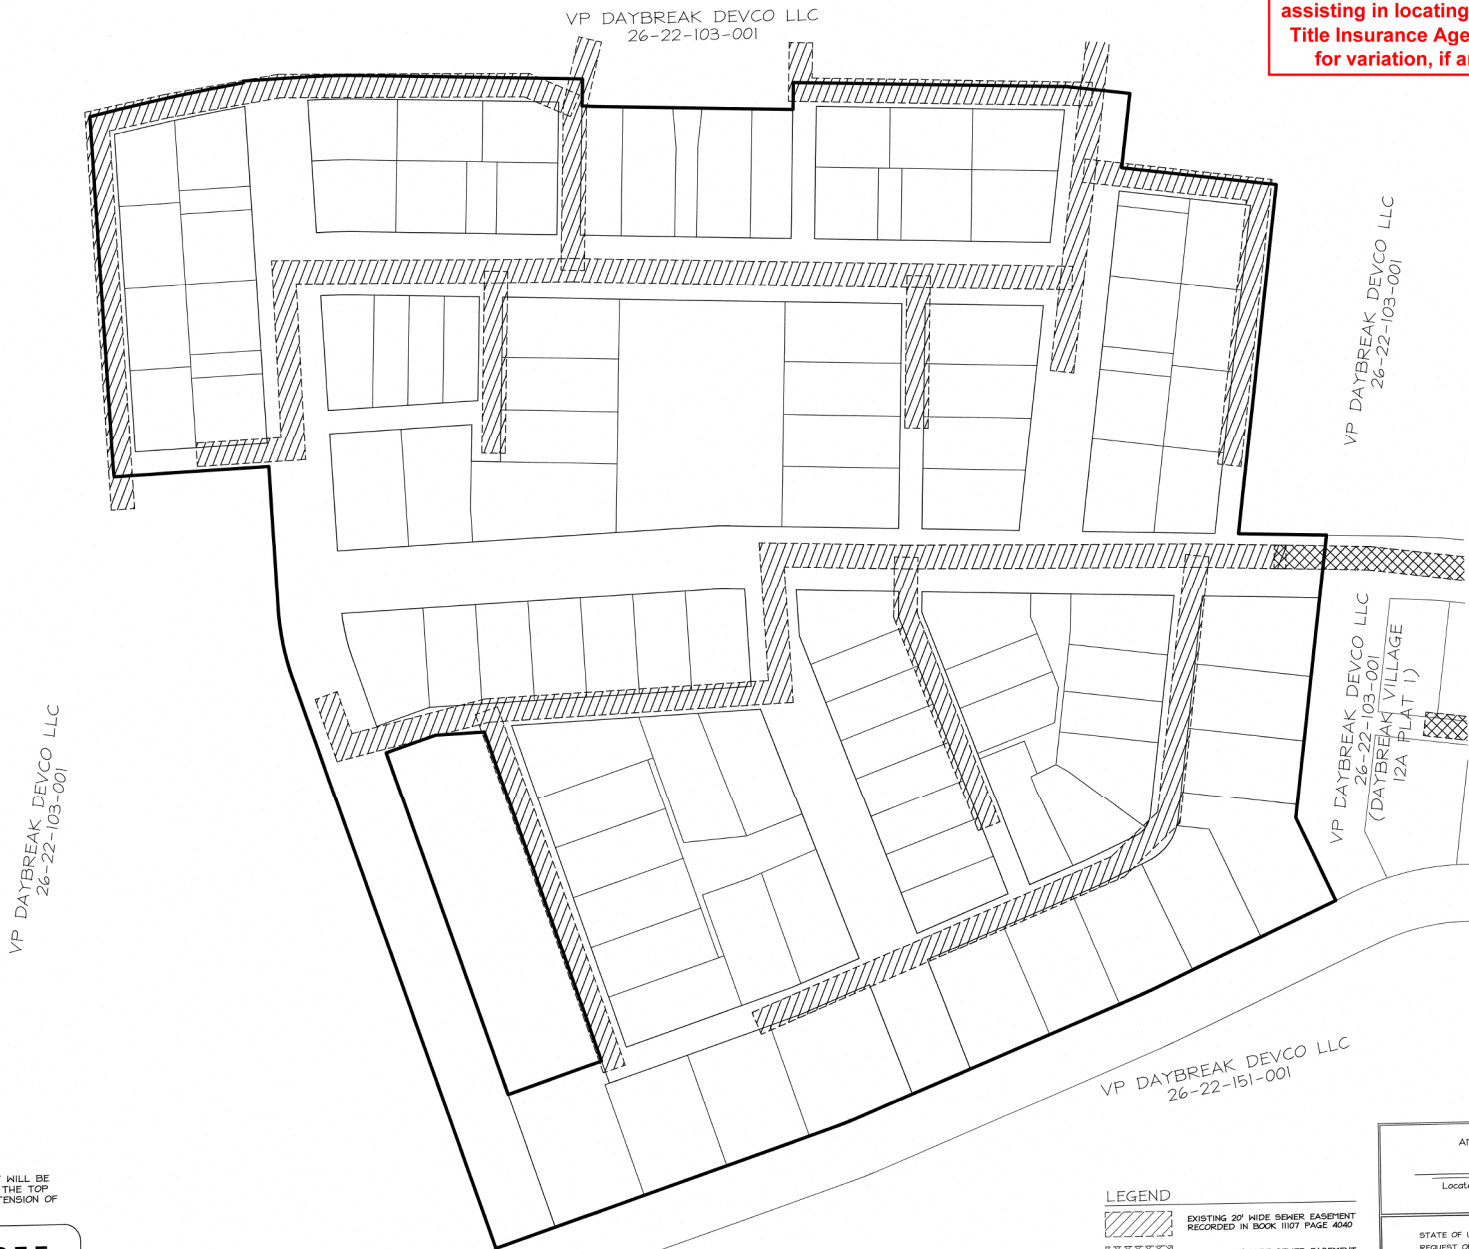 VP DAYBREAK DEVCO LLC
26-22-103-001
assisting in locating
Title Insurance Age
for variation, if a
VP DAYBREAK DEVCO LLC
26-22-103-001
VP DAYBREAK DEVCO LLC
26-22-103-001
(DAYBREAK VILLAGE
12A PLAT 1)
VP DAYBREAK DEVCO LLC
26-22-103-001
VP DAYBREAK DEVCO LLC
26-22-151-001
WILL BE
THE TOP
TENSION OF
LEGEND
EXISTING 20' WIDE SEWER EASEMENT
RECORDED IN BOOK 11107 PAGE 4040
Locate
STATE OF
REQUEST O